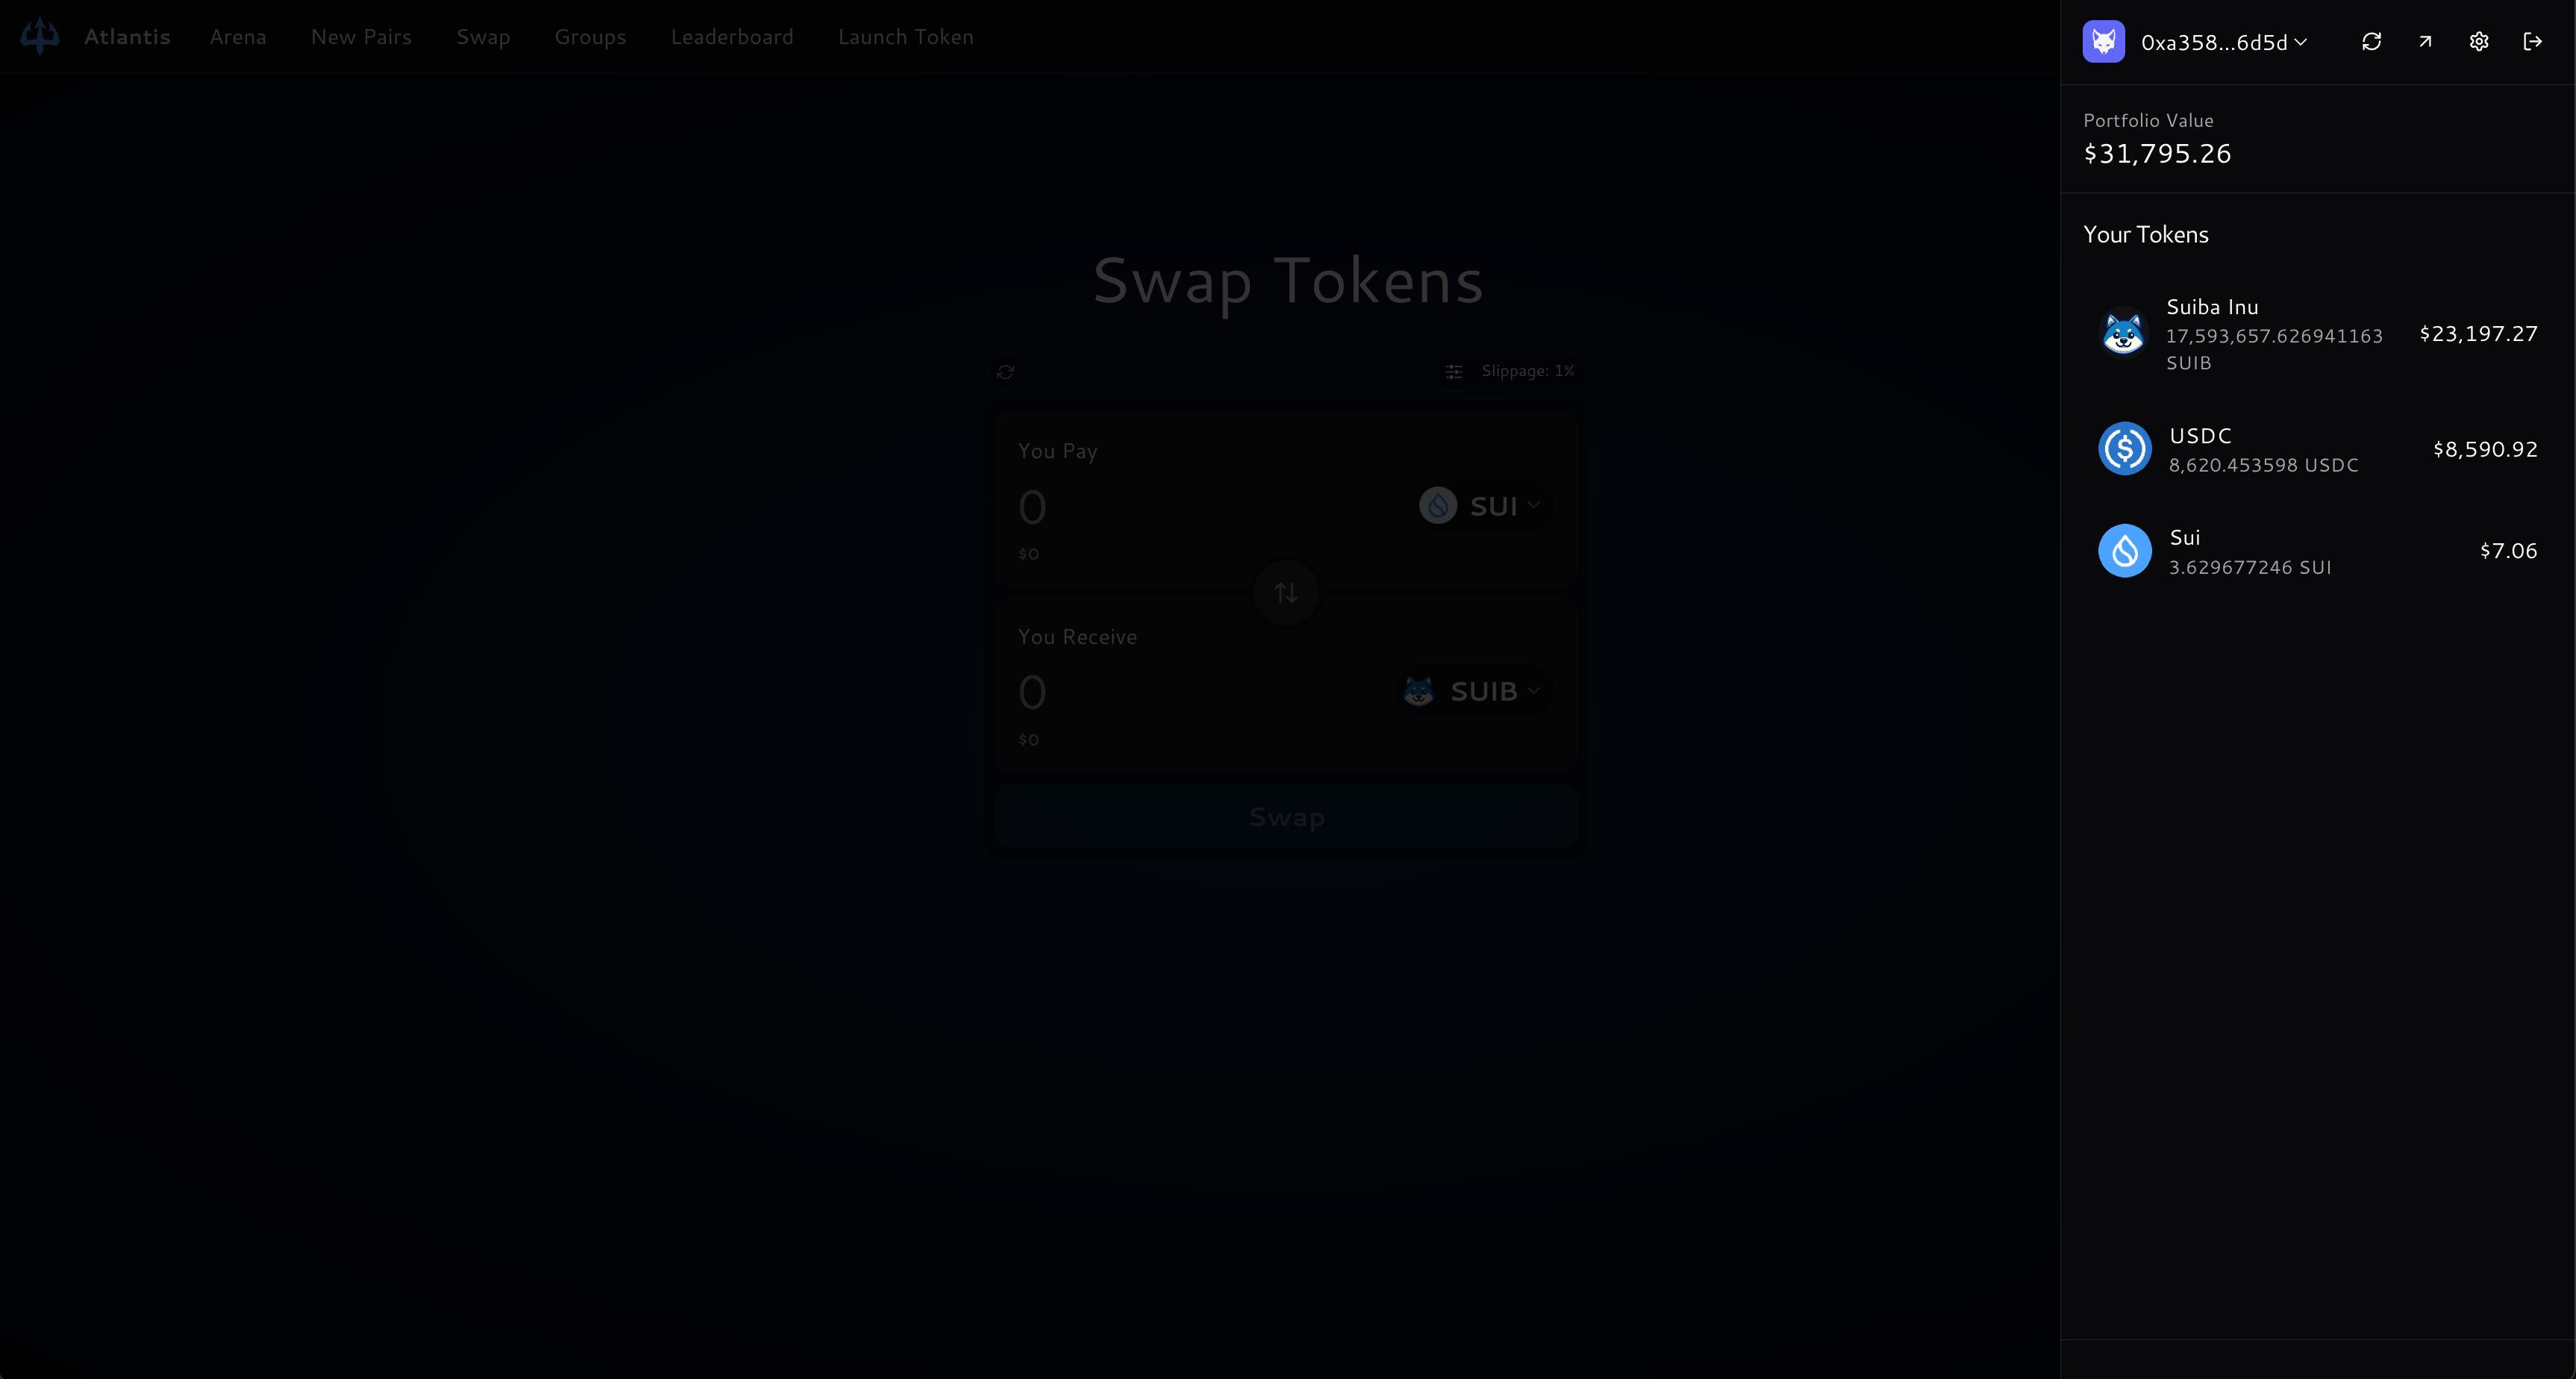 Atlantis Arena New Pairs Swap Groups Leaderboard Launch Token
Swap Tokens
Slippage: 1%
You Pay
0
SUI
$0
You Receive
0
SUIB
$0
Swap
0xa358...6d5d
Portfolio Value
$31,795.26
Your Tokens
Suiba Inu
17,593,657.626941163
SUIB
$23,197.27
USDC
8,620.453598 USDC
$8,590.92
Sui
3.629677246 SUI
$7.06